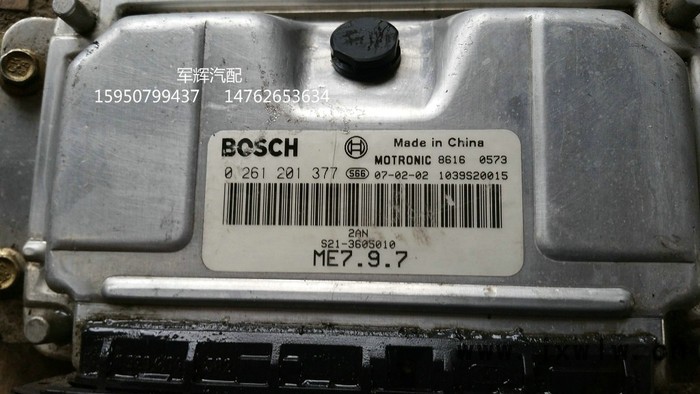 军辉汽配
15950799437 14762653634
BOSCH
Made in China
MOTRONIC 8616 0573
0 261 201 377 S66 07-02-02 1039S20015
2AN
S21-3605010
ME7.9.7